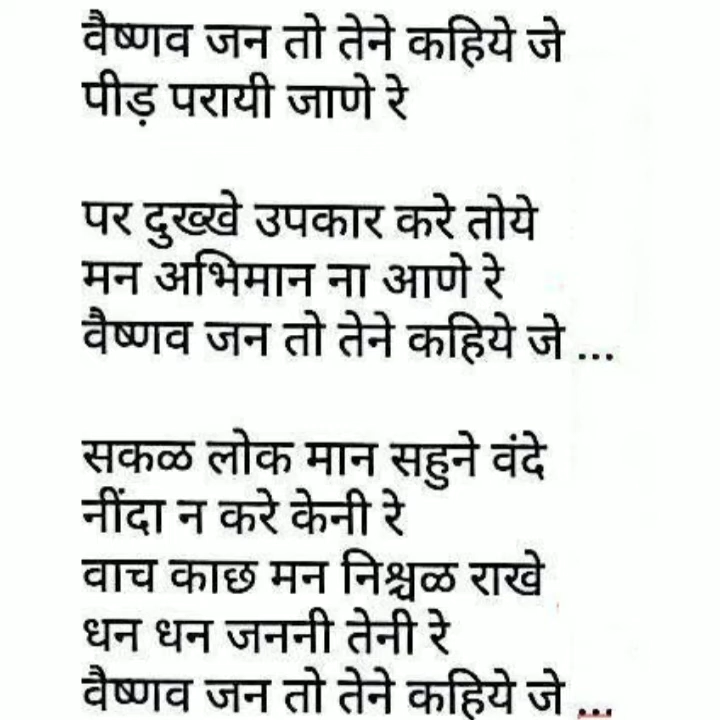 वैष्णव जन तो तेने कहिये जे
पीड़ परायी जाणे रे
पर दुख्खे उपकार करे तोये
मन अभिमान ना आणे रे
वैष्णव जन तो तेने कहिये जे ...
सकळ लोक मान सहुने वंदे
नींदा न करे केनी रे
वाच काछ मन निश्चळ राखे
धन धन जननी तेनी रे
वैष्णव जन तो तेने कहिये जे ...